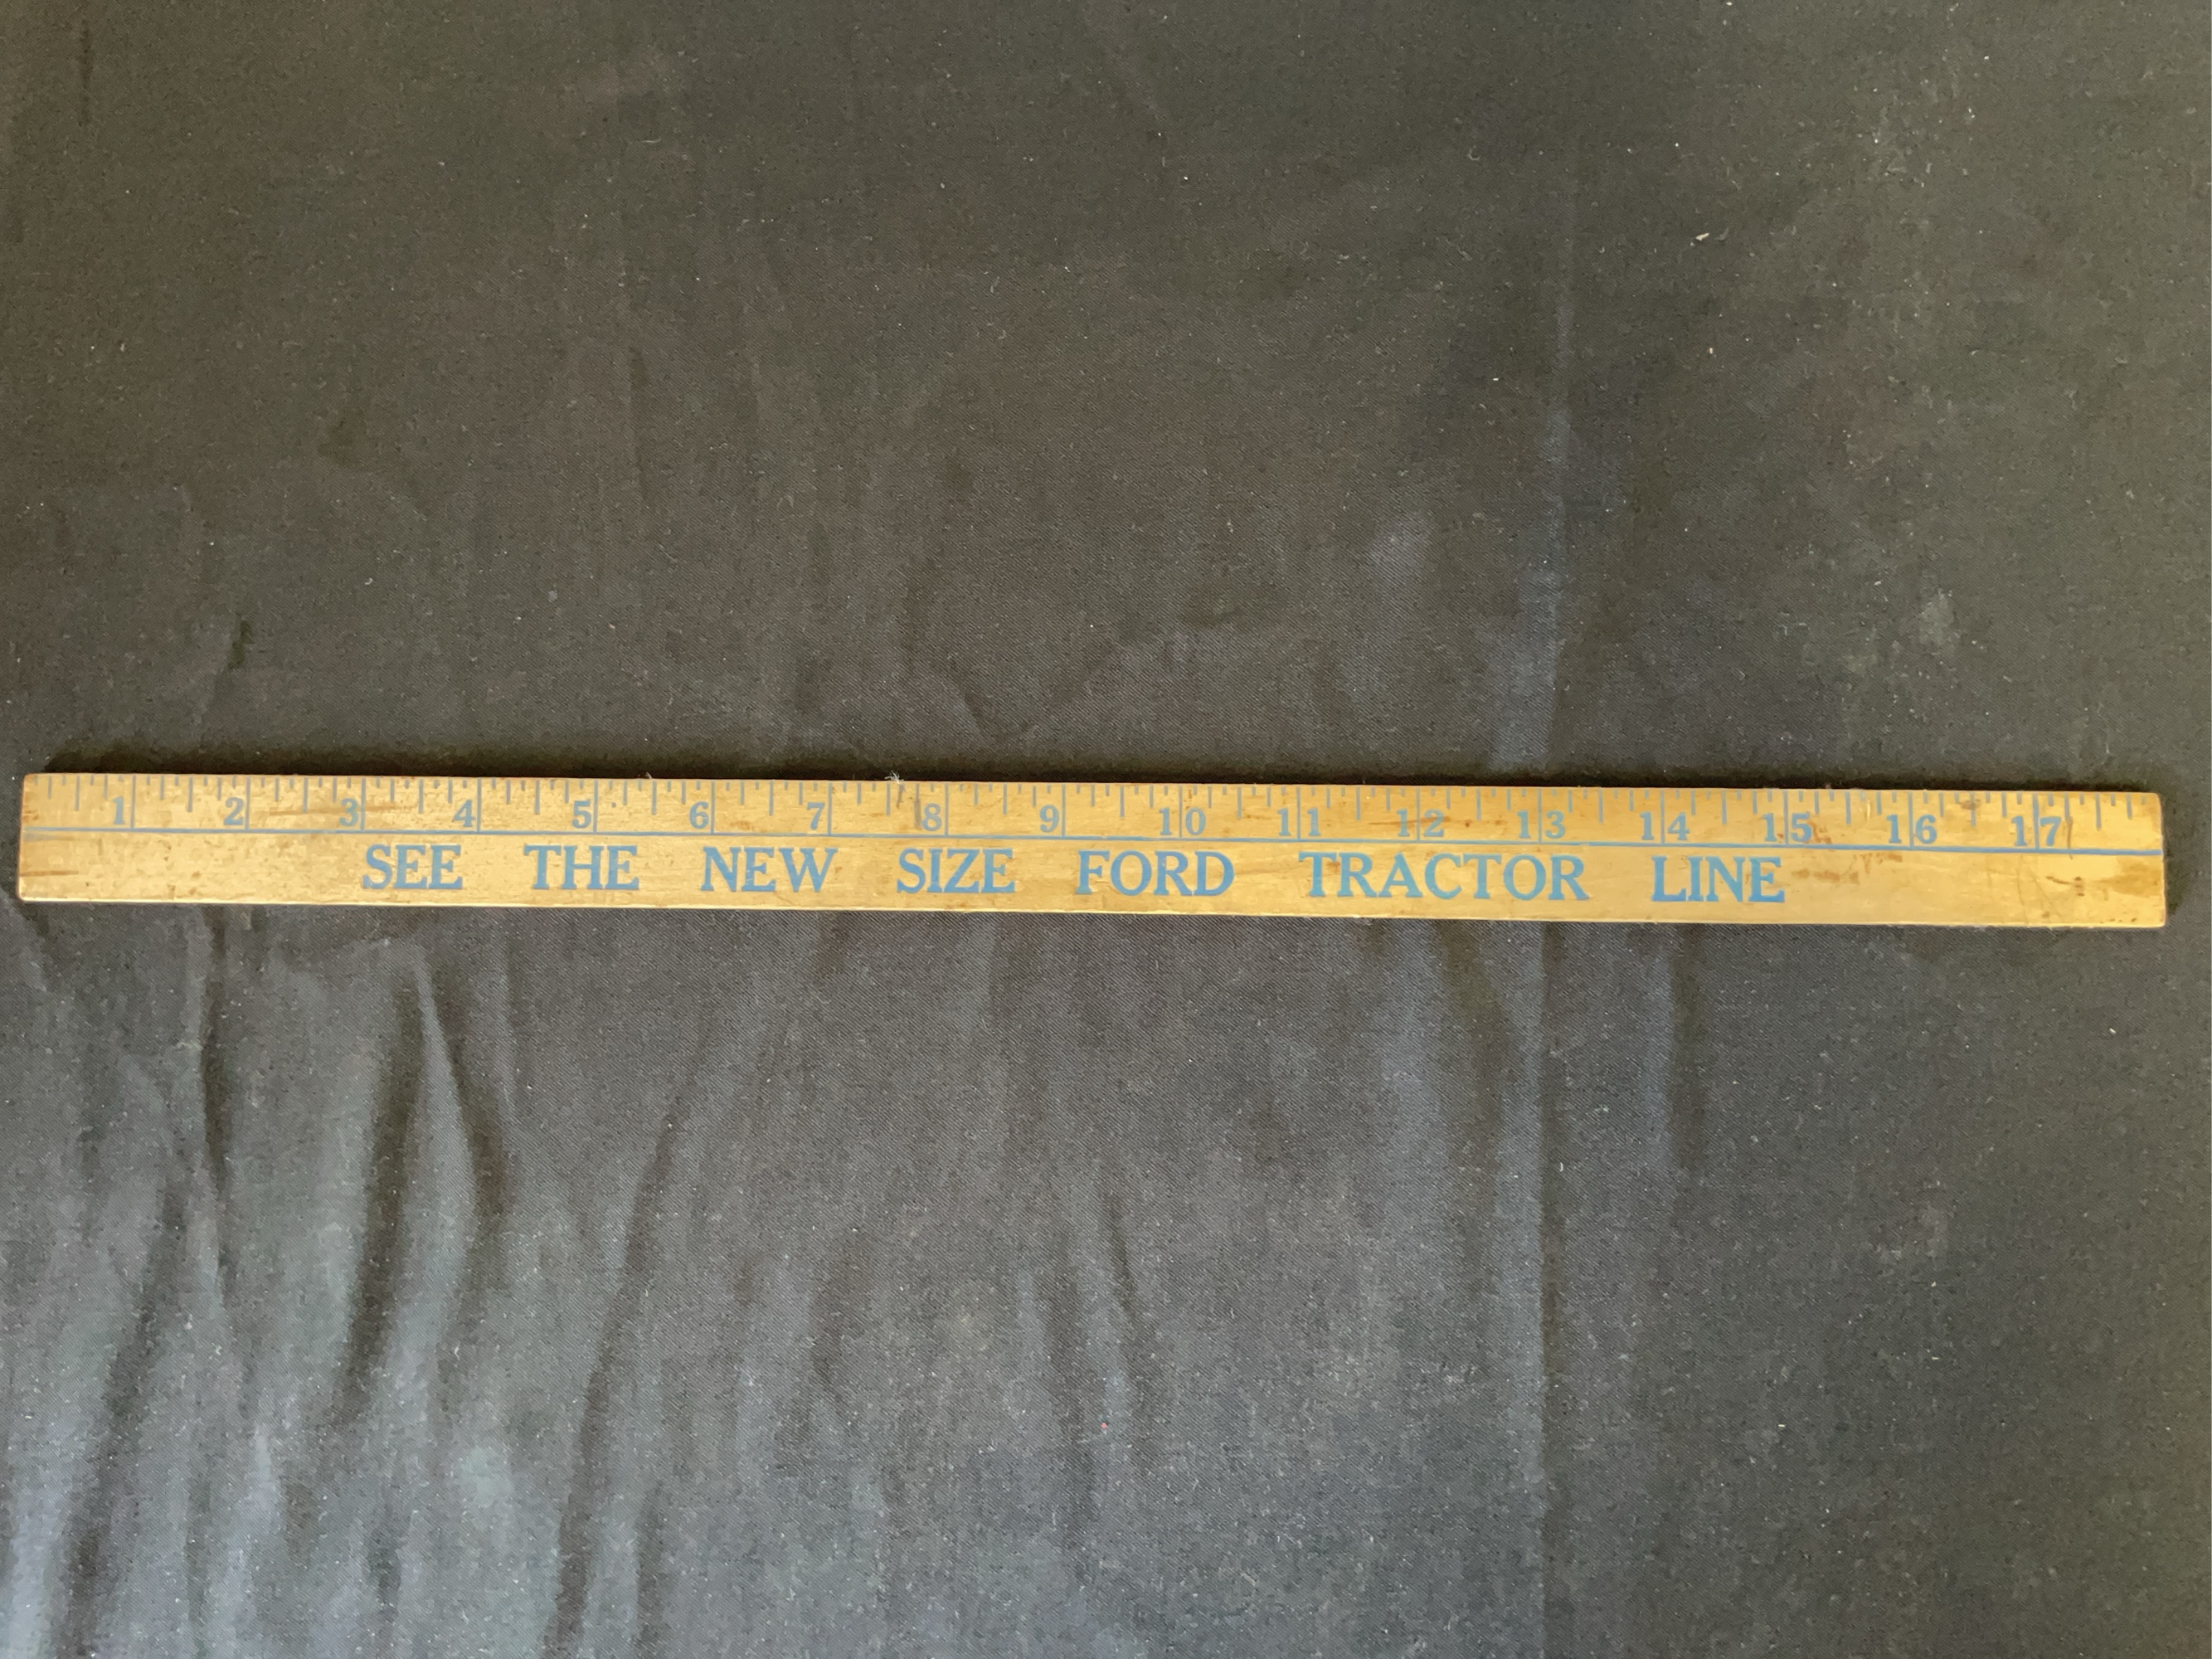 1 2 3 4 5 6 7 8 9 10 11 12 13 14 15 16 17
SEE THE NEW SIZE FORD TRACTOR LINE